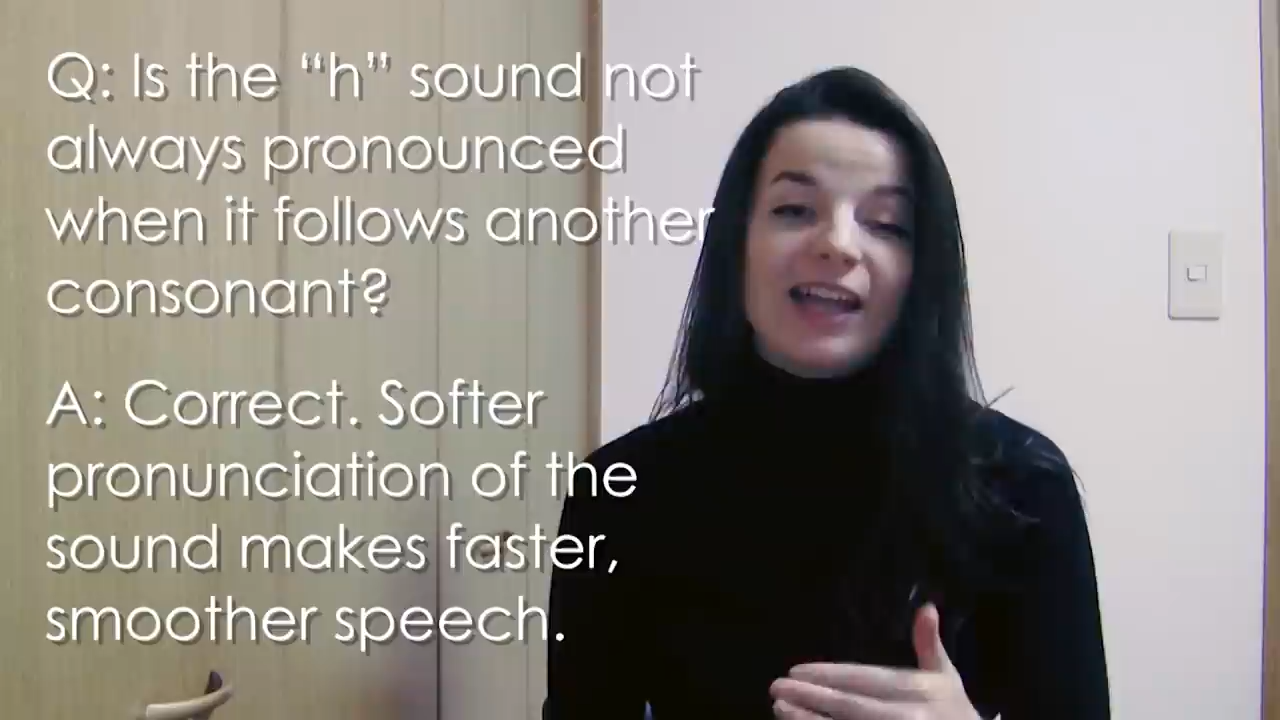 Q: Is the “h” sound not
always pronounced
when it follows another
consonant?
A: Correct. Softer
pronunciation of the
sound makes faster,
smoother speech.